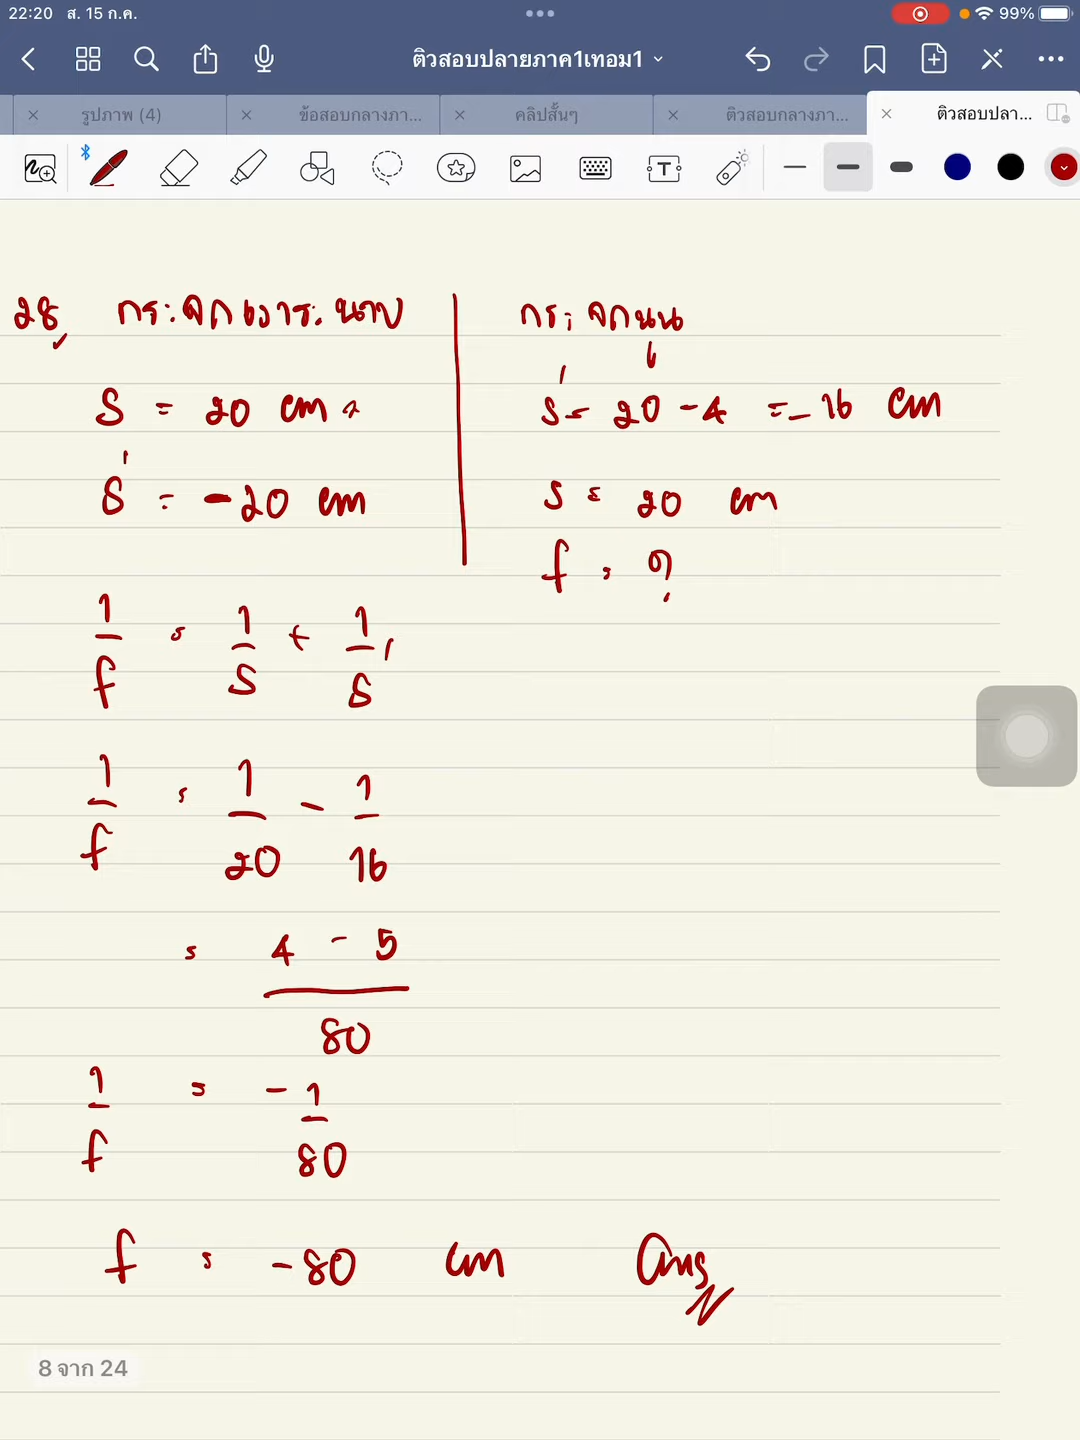 22:20 ส. 15 ก.ค.
99%
ติวสอบปลายภาค1เทอม1
รูปภาพ (4)
ข้อสอบกลางภา...
คลิปสั้นๆ
ติวสอบกลางภา...
ติวสอบปลา...
28, กระจกเงาระนาบ
กระจกนูน
S = 20 cm
S' = 20 - 4 = - 16 cm
S' = -20 cm
S = 20 cm
f = ?
1/f = 1/S + 1/S'
1/f = 1/20 - 1/16
= 4 - 5 / 80
1/f = - 1/80
f = -80 cm Ans
8 จาก 24